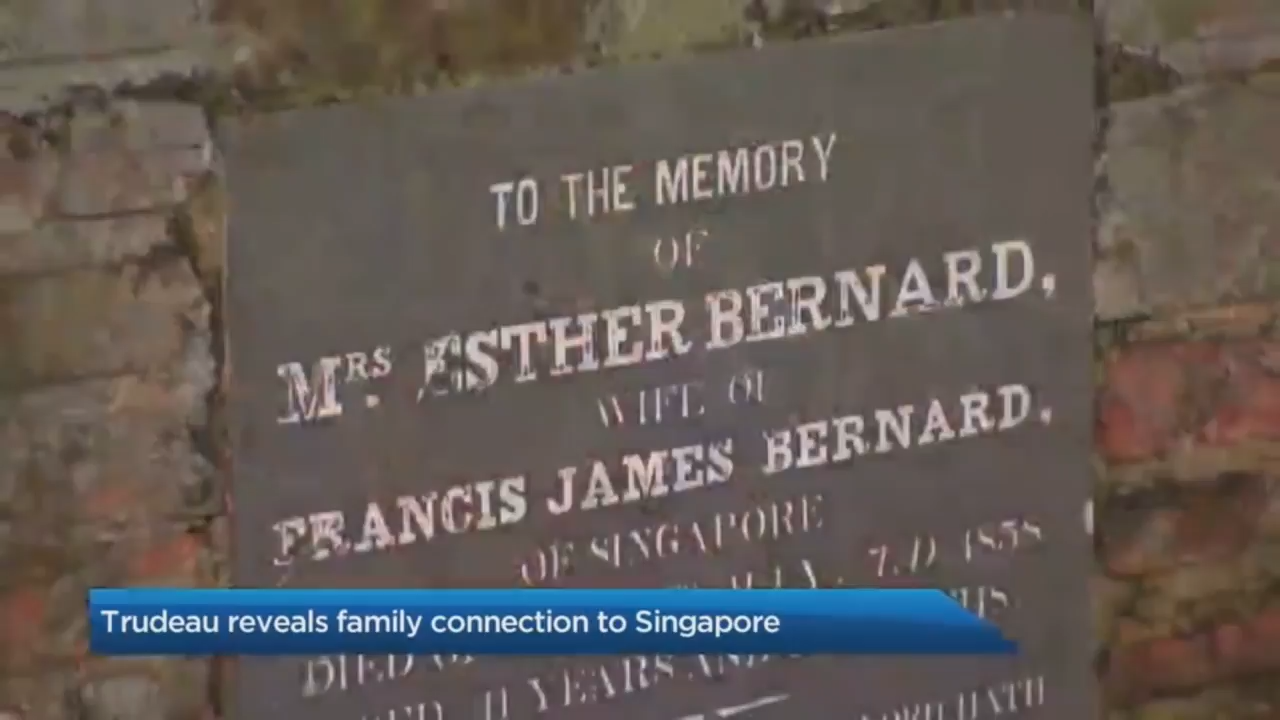 TO THE MEMORY
OF
MRS. ESTHER BERNARD,
WIFE OF
FRANCIS JAMES BERNARD,
OF SINGAPORE
1858
Trudeau reveals family connection to Singapore
DIED
YEARS AND